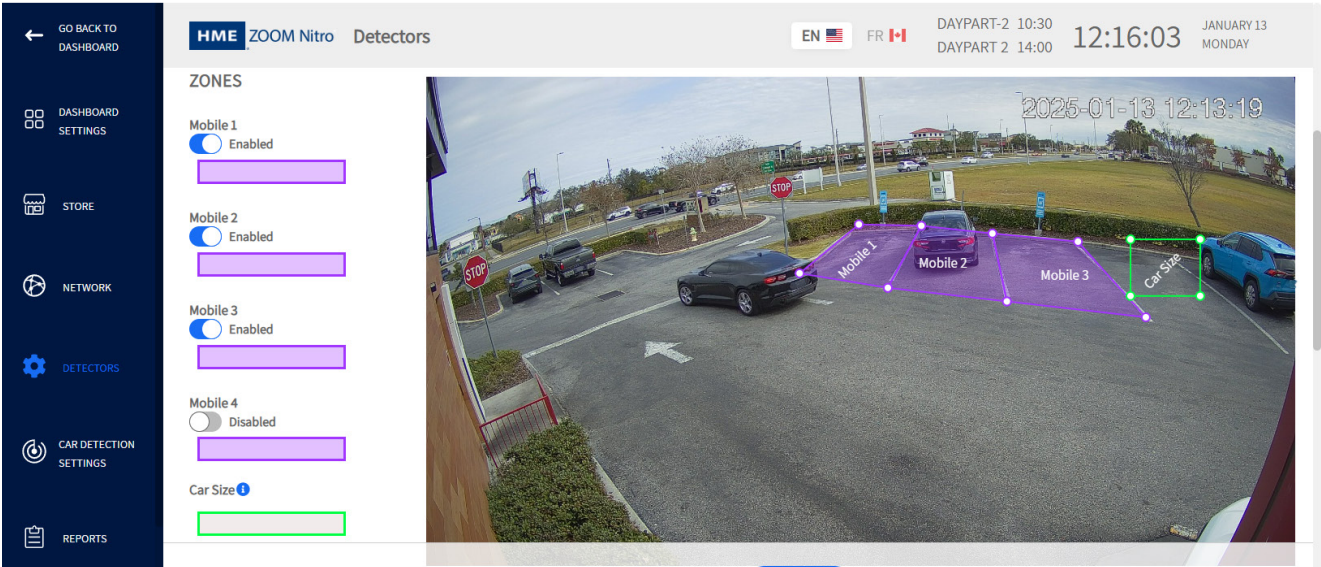 GO BACK TO
DASHBOARD
HME ZOOM Nitro Detectors
EN FR
DAYPART-2 10:30
DAYPART 2 14:00
12:16:03
JANUARY 13
MONDAY
DASHBOARD
SETTINGS
STORE
NETWORK
DETECTORS
CAR DETECTION
SETTINGS
REPORTS
ZONES
Mobile 1
Enabled
Mobile 2
Enabled
Mobile 3
Enabled
Mobile 4
Disabled
Car Size
2025-01-13 12:13:19
STOP
STOP
Mobile 1
Mobile 2
Mobile 3
Car Size